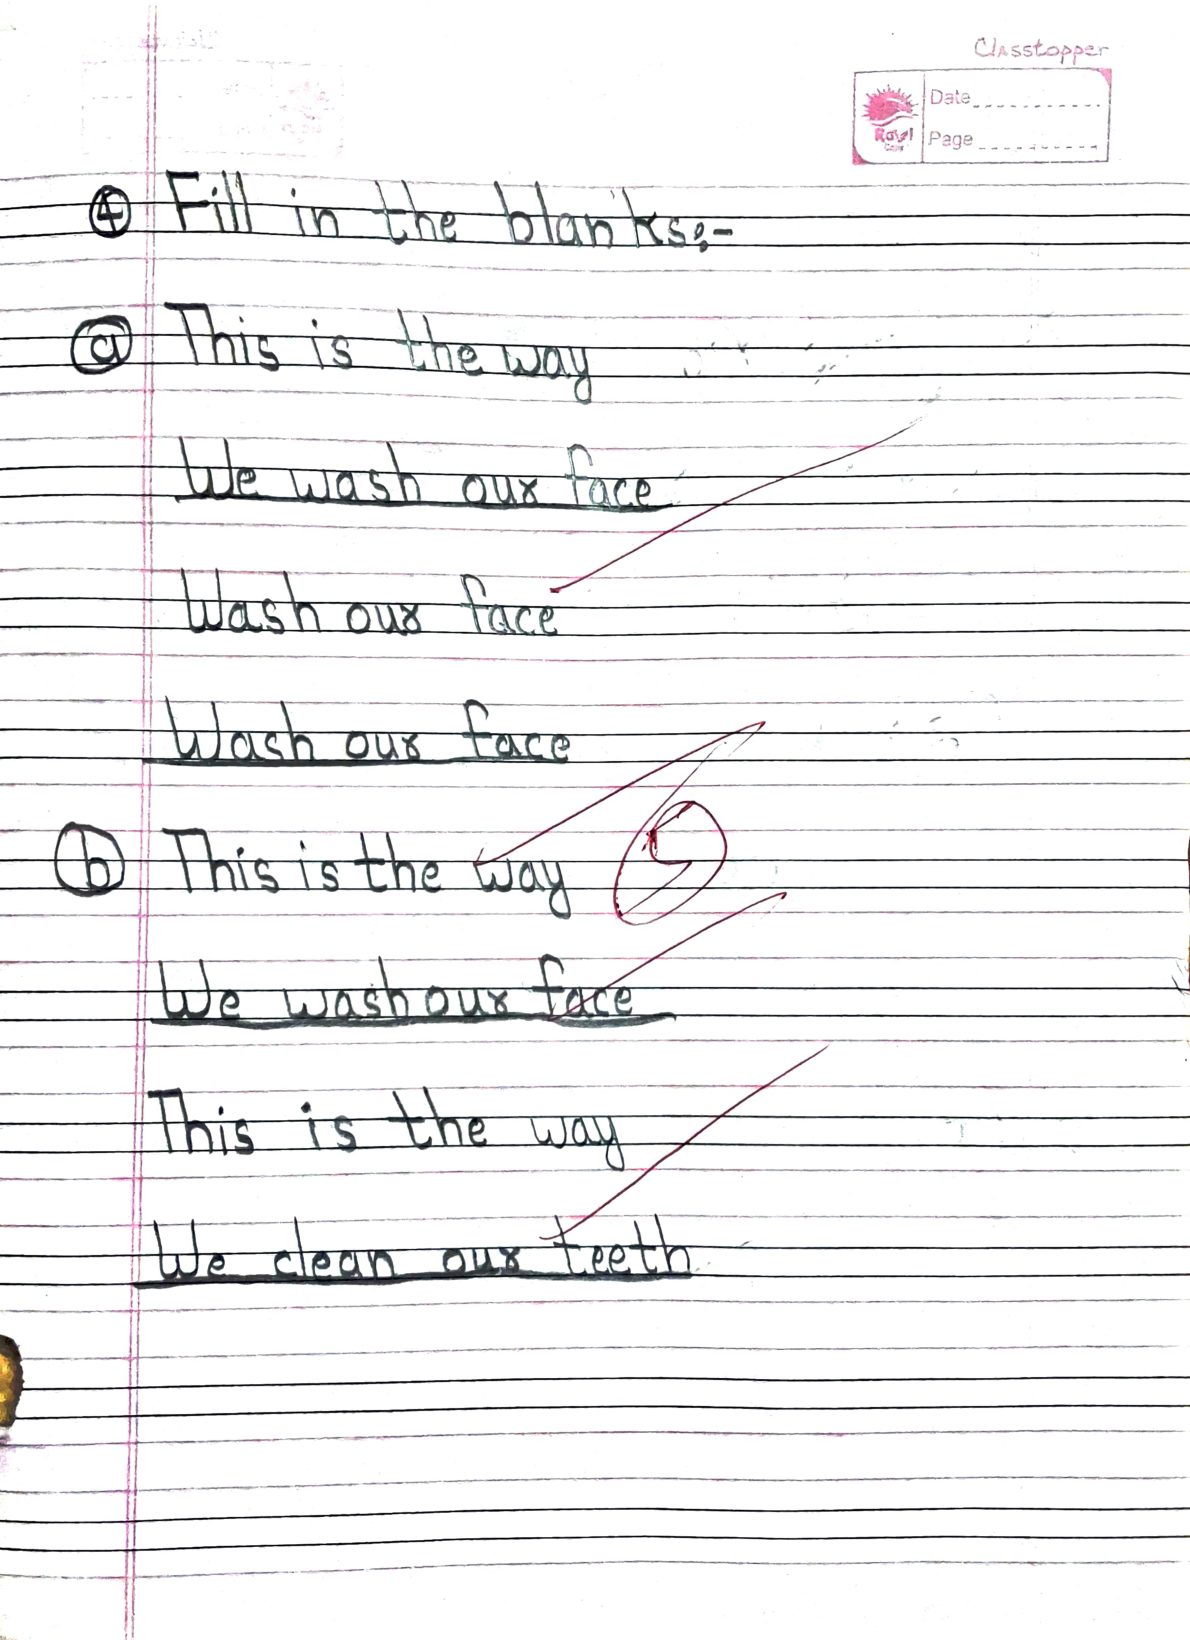 Classtopper
Date
Royal
Page
④ Fill in the blanks:-
ⓐ This is the way
We wash our face
Wash our face
Wash our face
ⓑ This is the way
5
We wash our face
This is the way
We clean our teeth